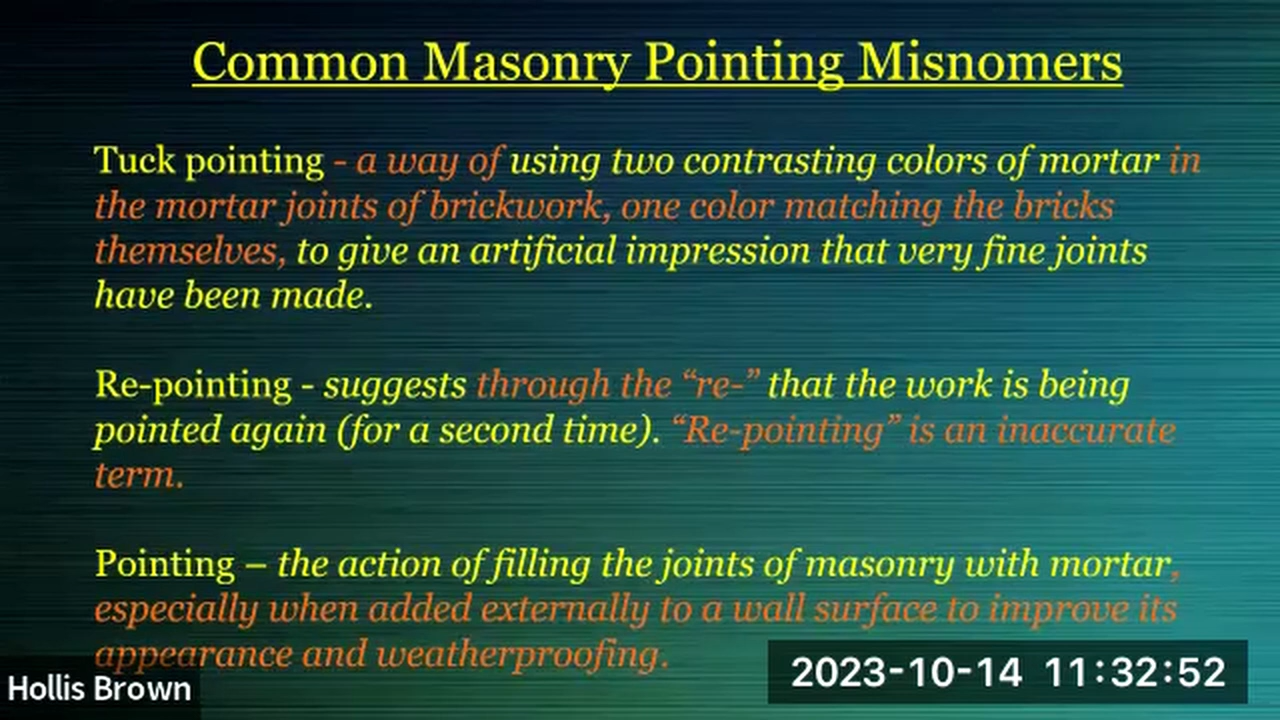 Common Masonry Pointing Misnomers
Tuck pointing - a way of using two contrasting colors of mortar in
the mortar joints of brickwork, one color matching the bricks
themselves, to give an artificial impression that very fine joints
have been made.
Re-pointing - suggests through the “re-” that the work is being
pointed again (for a second time). “Re-pointing” is an inaccurate
term.
Pointing – the action of filling the joints of masonry with mortar,
especially when added externally to a wall surface to improve its
appearance and weatherproofing.
Hollis Brown
2023-10-14 11:32:52